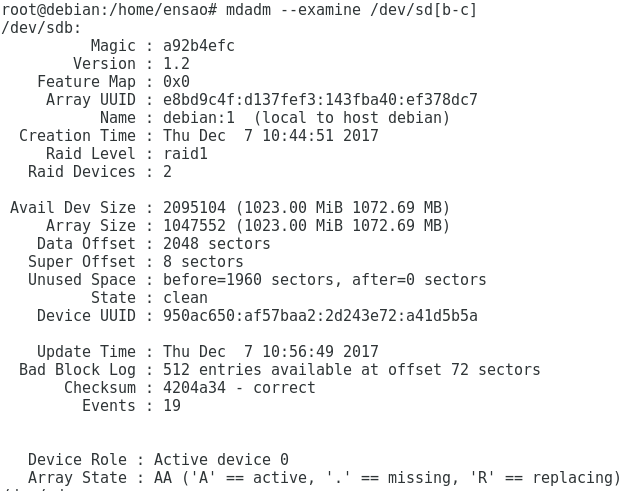 root@debian:/home/ensao# mdadm --examine /dev/sd[b-c]
/dev/sdb:
          Magic : a92b4efc
        Version : 1.2
    Feature Map : 0x0
     Array UUID : e8bd9c4f:d137fef3:143fba40:ef378dc7
           Name : debian:1  (local to host debian)
  Creation Time : Thu Dec  7 10:44:51 2017
     Raid Level : raid1
   Raid Devices : 2

 Avail Dev Size : 2095104 (1023.00 MiB 1072.69 MB)
     Array Size : 1047552 (1023.00 MiB 1072.69 MB)
    Data Offset : 2048 sectors
   Super Offset : 8 sectors
   Unused Space : before=1960 sectors, after=0 sectors
          State : clean
    Device UUID : 950ac650:af57baa2:2d243e72:a41d5b5a

    Update Time : Thu Dec  7 10:56:49 2017
  Bad Block Log : 512 entries available at offset 72 sectors
       Checksum : 4204a34 - correct
         Events : 19


   Device Role : Active device 0
   Array State : AA ('A' == active, '.' == missing, 'R' == replacing)